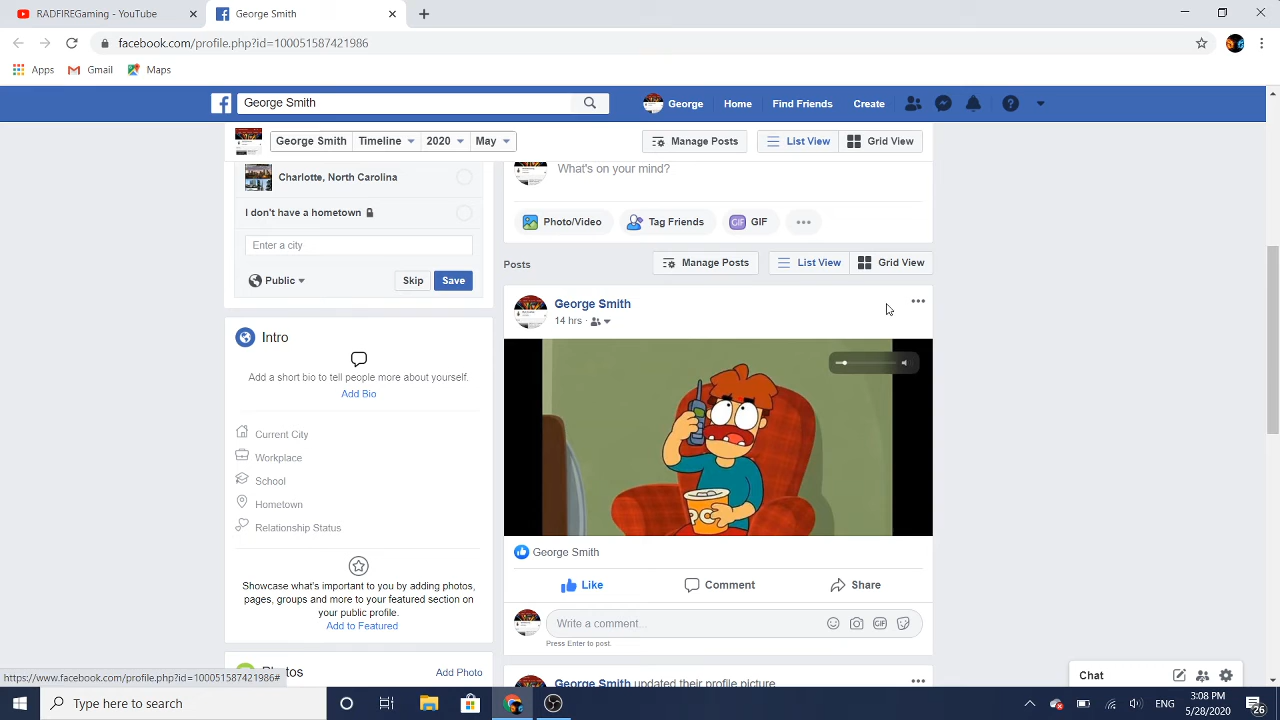 RADFIREGaming - YouTube
George Smith
facebook.com/profile.php?id=100051587421986
Apps Gmail Maps
George Smith
George Home Find Friends Create
George Smith Timeline 2020 May Manage Posts List View Grid View
Charlotte, North Carolina
I don't have a hometown
Enter a city
Public Skip Save
Intro
Add a short bio to tell people more about yourself.
Add Bio
Current City
Workplace
School
Hometown
Relationship Status
Showcase what's important to you by adding photos,
pages, groups and more to your featured section on
your public profile.
Add to Featured
Photos Add Photo
What's on your mind?
Photo/Video Tag Friends GIF
Posts Manage Posts List View Grid View
George Smith
14 hrs ·
George Smith
Like Comment Share
Write a comment...
GIF
Press Enter to post.
George Smith updated their profile picture
Chat
https://www.facebook.com/profile.php?id=100051587421986#
Type here to search
ENG
3:08 PM
5/28/2020
26